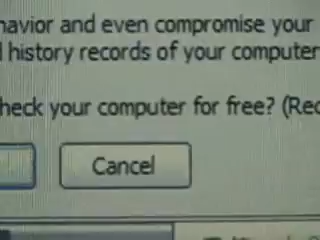 havior and even compromise your
history records of your computer
heck your computer for free? (Rec
Cancel